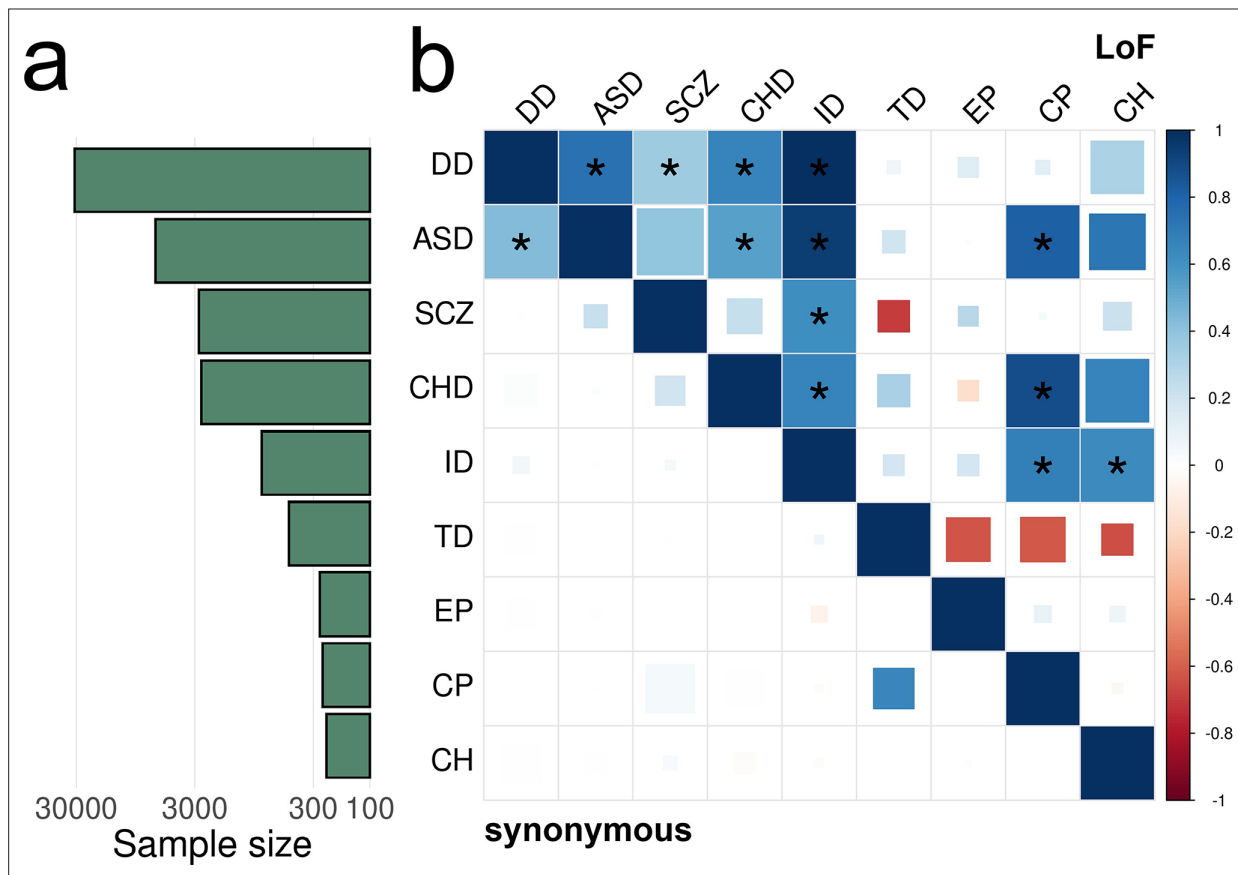 a
b
LoF
DD ASD SCZ CHD ID TD EP CP CH
DD * * * *
ASD * * * *
SCZ *
CHD * *
ID * *
TD
EP
CP
CH
1
0.8
0.6
0.4
0.2
0
-0.2
-0.4
-0.6
-0.8
-1
30000 3000 300 100
Sample size
synonymous